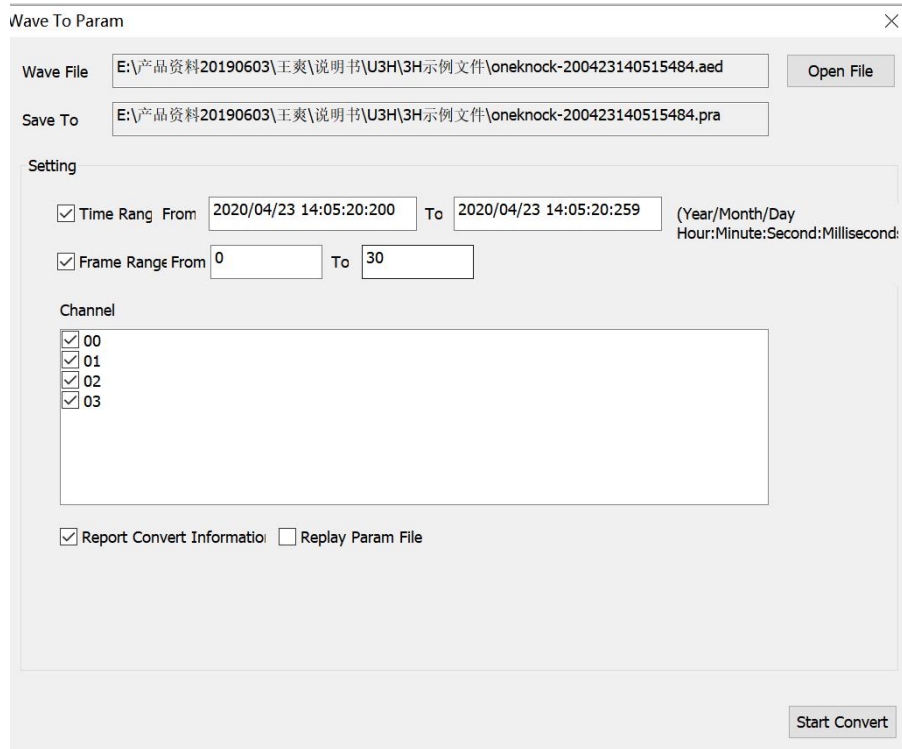 Wave To Param
Wave File E:\产品资料20190603\王爽\说明书\U3H\3H示例文件\oneknock-200423140515484.aed Open File
Save To E:\产品资料20190603\王爽\说明书\U3H\3H示例文件\oneknock-200423140515484.pra
Setting
Time Rang From 2020/04/23 14:05:20:200 To 2020/04/23 14:05:20:259 (Year/Month/Day
Hour:Minute:Second:Milliseconds
Frame Range From 0 To 30
Channel
00
01
02
03
Report Convert Informatio Replay Param File
Start Convert